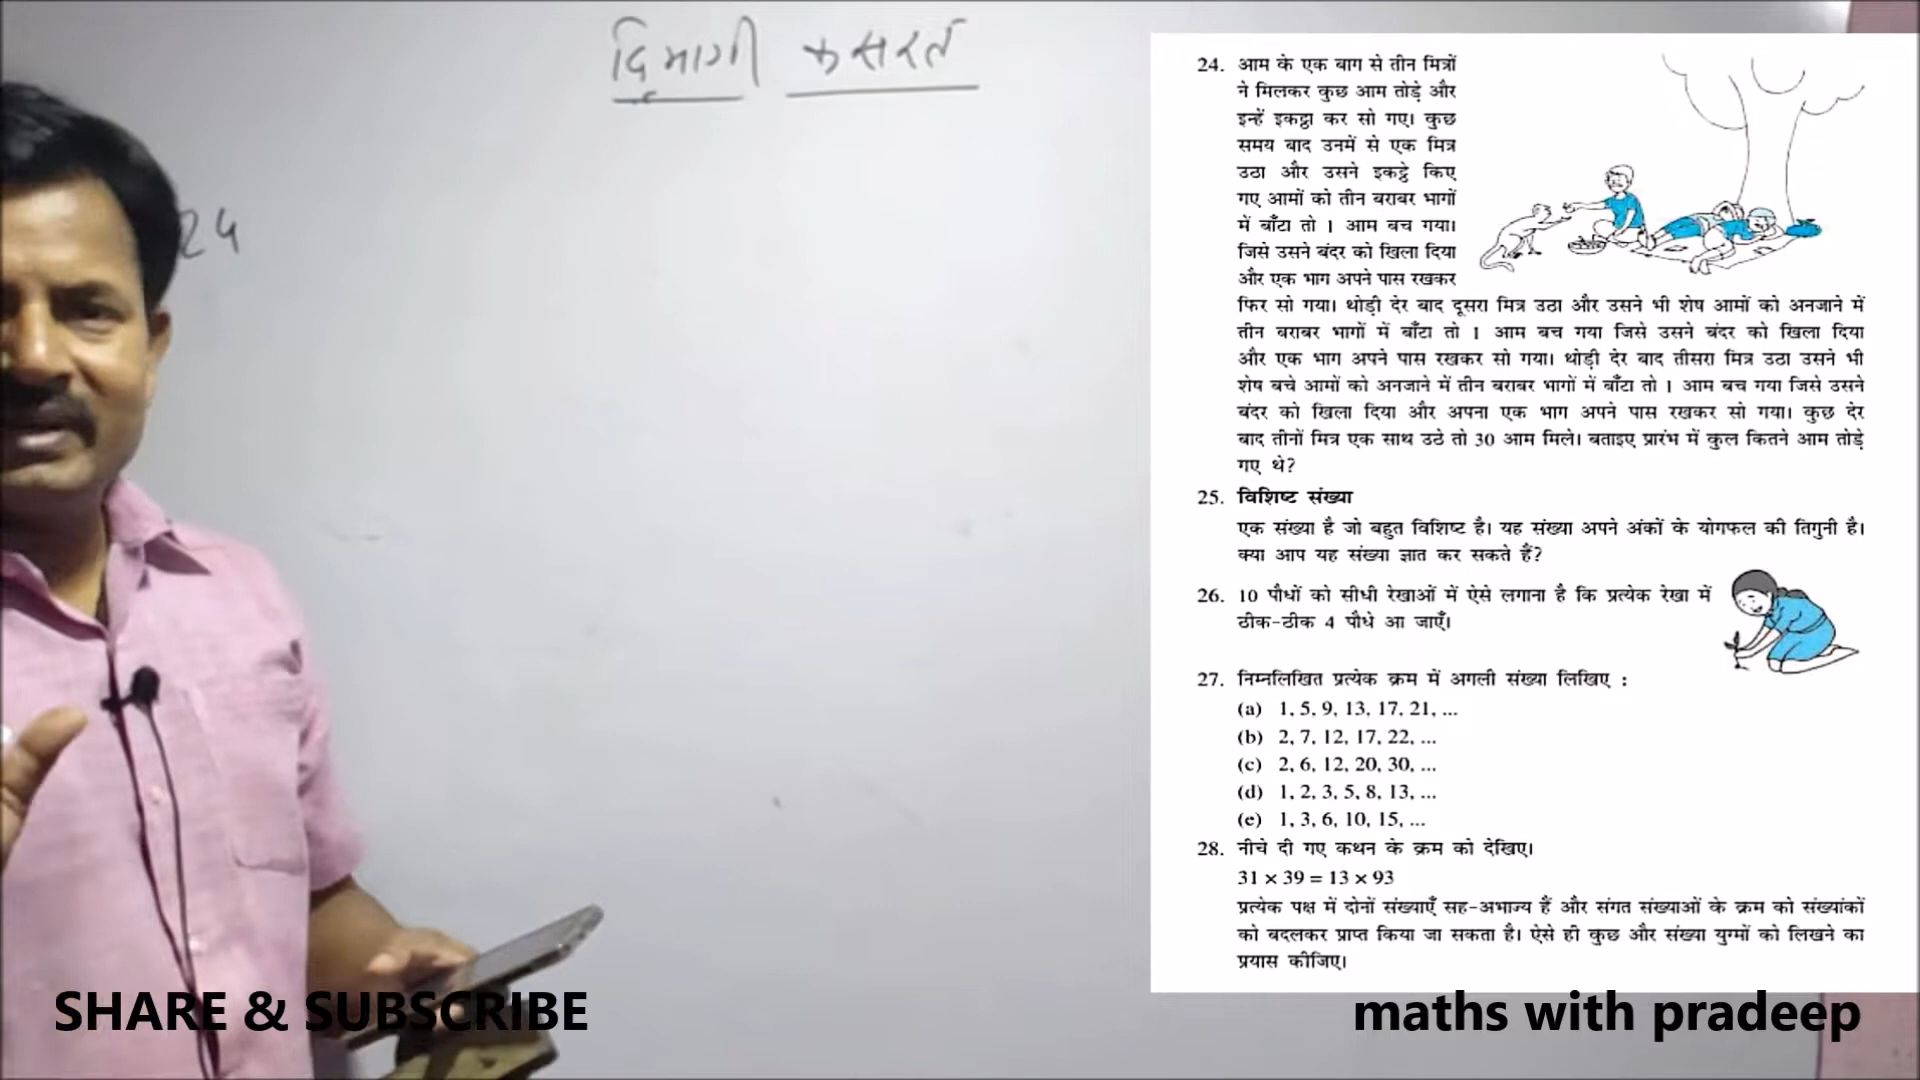 दिमागी कसरत
24
24. आम के एक बाग से तीन मित्रों
ने मिलकर कुछ आम तोड़े और
इन्हें इकट्ठा कर सो गए। कुछ
समय बाद उनमें से एक मित्र
उठा और उसने इकट्ठे किए
गए आमों को तीन बराबर भागों
में बाँटा तो 1 आम बच गया।
जिसे उसने बंदर को खिला दिया
और एक भाग अपने पास रखकर
फिर सो गया। थोड़ी देर बाद दूसरा मित्र उठा और उसने भी शेष आमों को अनजाने में
तीन बराबर भागों में बाँटा तो 1 आम बच गया जिसे उसने बंदर को खिला दिया
और एक भाग अपने पास रखकर सो गया। थोड़ी देर बाद तीसरा मित्र उठा उसने भी
शेष बचे आमों को अनजाने में तीन बराबर भागों में बाँटा तो 1 आम बच गया जिसे उसने
बंदर को खिला दिया और अपना एक भाग अपने पास रखकर सो गया। कुछ देर
बाद तीनों मित्र एक साथ उठे तो 30 आम मिले। बताइए प्रारंभ में कुल कितने आम तोड़े
गए थे?
25. विशिष्ट संख्या
एक संख्या है जो बहुत विशिष्ट है। यह संख्या अपने अंकों के योगफल की तिगुनी है।
क्या आप यह संख्या ज्ञात कर सकते हैं?
26. 10 पौधों को सीधी रेखाओं में ऐसे लगाना है कि प्रत्येक रेखा में
ठीक-ठीक 4 पौधे आ जाएँ।
27. निम्नलिखित प्रत्येक क्रम में अगली संख्या लिखिए :
(a) 1, 5, 9, 13, 17, 21, ...
(b) 2, 7, 12, 17, 22, ...
(c) 2, 6, 12, 20, 30, ...
(d) 1, 2, 3, 5, 8, 13, ...
(e) 1, 3, 6, 10, 15, ...
28. नीचे दी गए कथन के क्रम को देखिए।
31 × 39 = 13 × 93
प्रत्येक पक्ष में दोनों संख्याएँ सह-अभाज्य हैं और संगत संख्याओं के क्रम को संख्यांकों
को बदलकर प्राप्त किया जा सकता है। ऐसे ही कुछ और संख्या युग्मों को लिखने का
प्रयास कीजिए।
SHARE & SUBSCRIBE
maths with pradeep